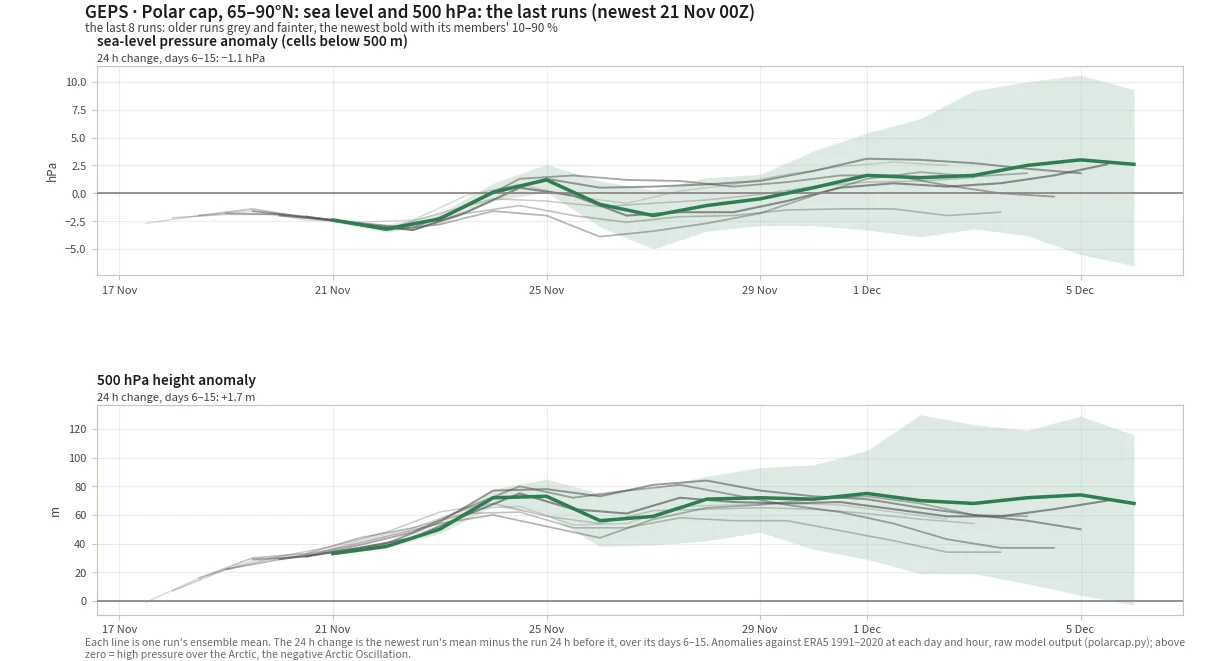 GEPS · Polar cap, 65–90°N: sea level and 500 hPa: the last runs (newest 21 Nov 00Z)
the last 8 runs: older runs grey and fainter, the newest bold with its members' 10–90 %
sea-level pressure anomaly (cells below 500 m)
24 h change, days 6–15: −1.1 hPa
10.0
7.5
5.0
2.5
0.0
−2.5
−5.0
hPa
17 Nov 21 Nov 25 Nov 29 Nov 1 Dec 5 Dec
500 hPa height anomaly
24 h change, days 6–15: +1.7 m
120
100
80
60
40
20
0
m
17 Nov 21 Nov 25 Nov 29 Nov 1 Dec 5 Dec
Each line is one run's ensemble mean. The 24 h change is the newest run's mean minus the run 24 h before it, over its days 6–15. Anomalies against ERA5 1991–2020 at each day and hour, raw model output (polarcap.py); above
zero = high pressure over the Arctic, the negative Arctic Oscillation.